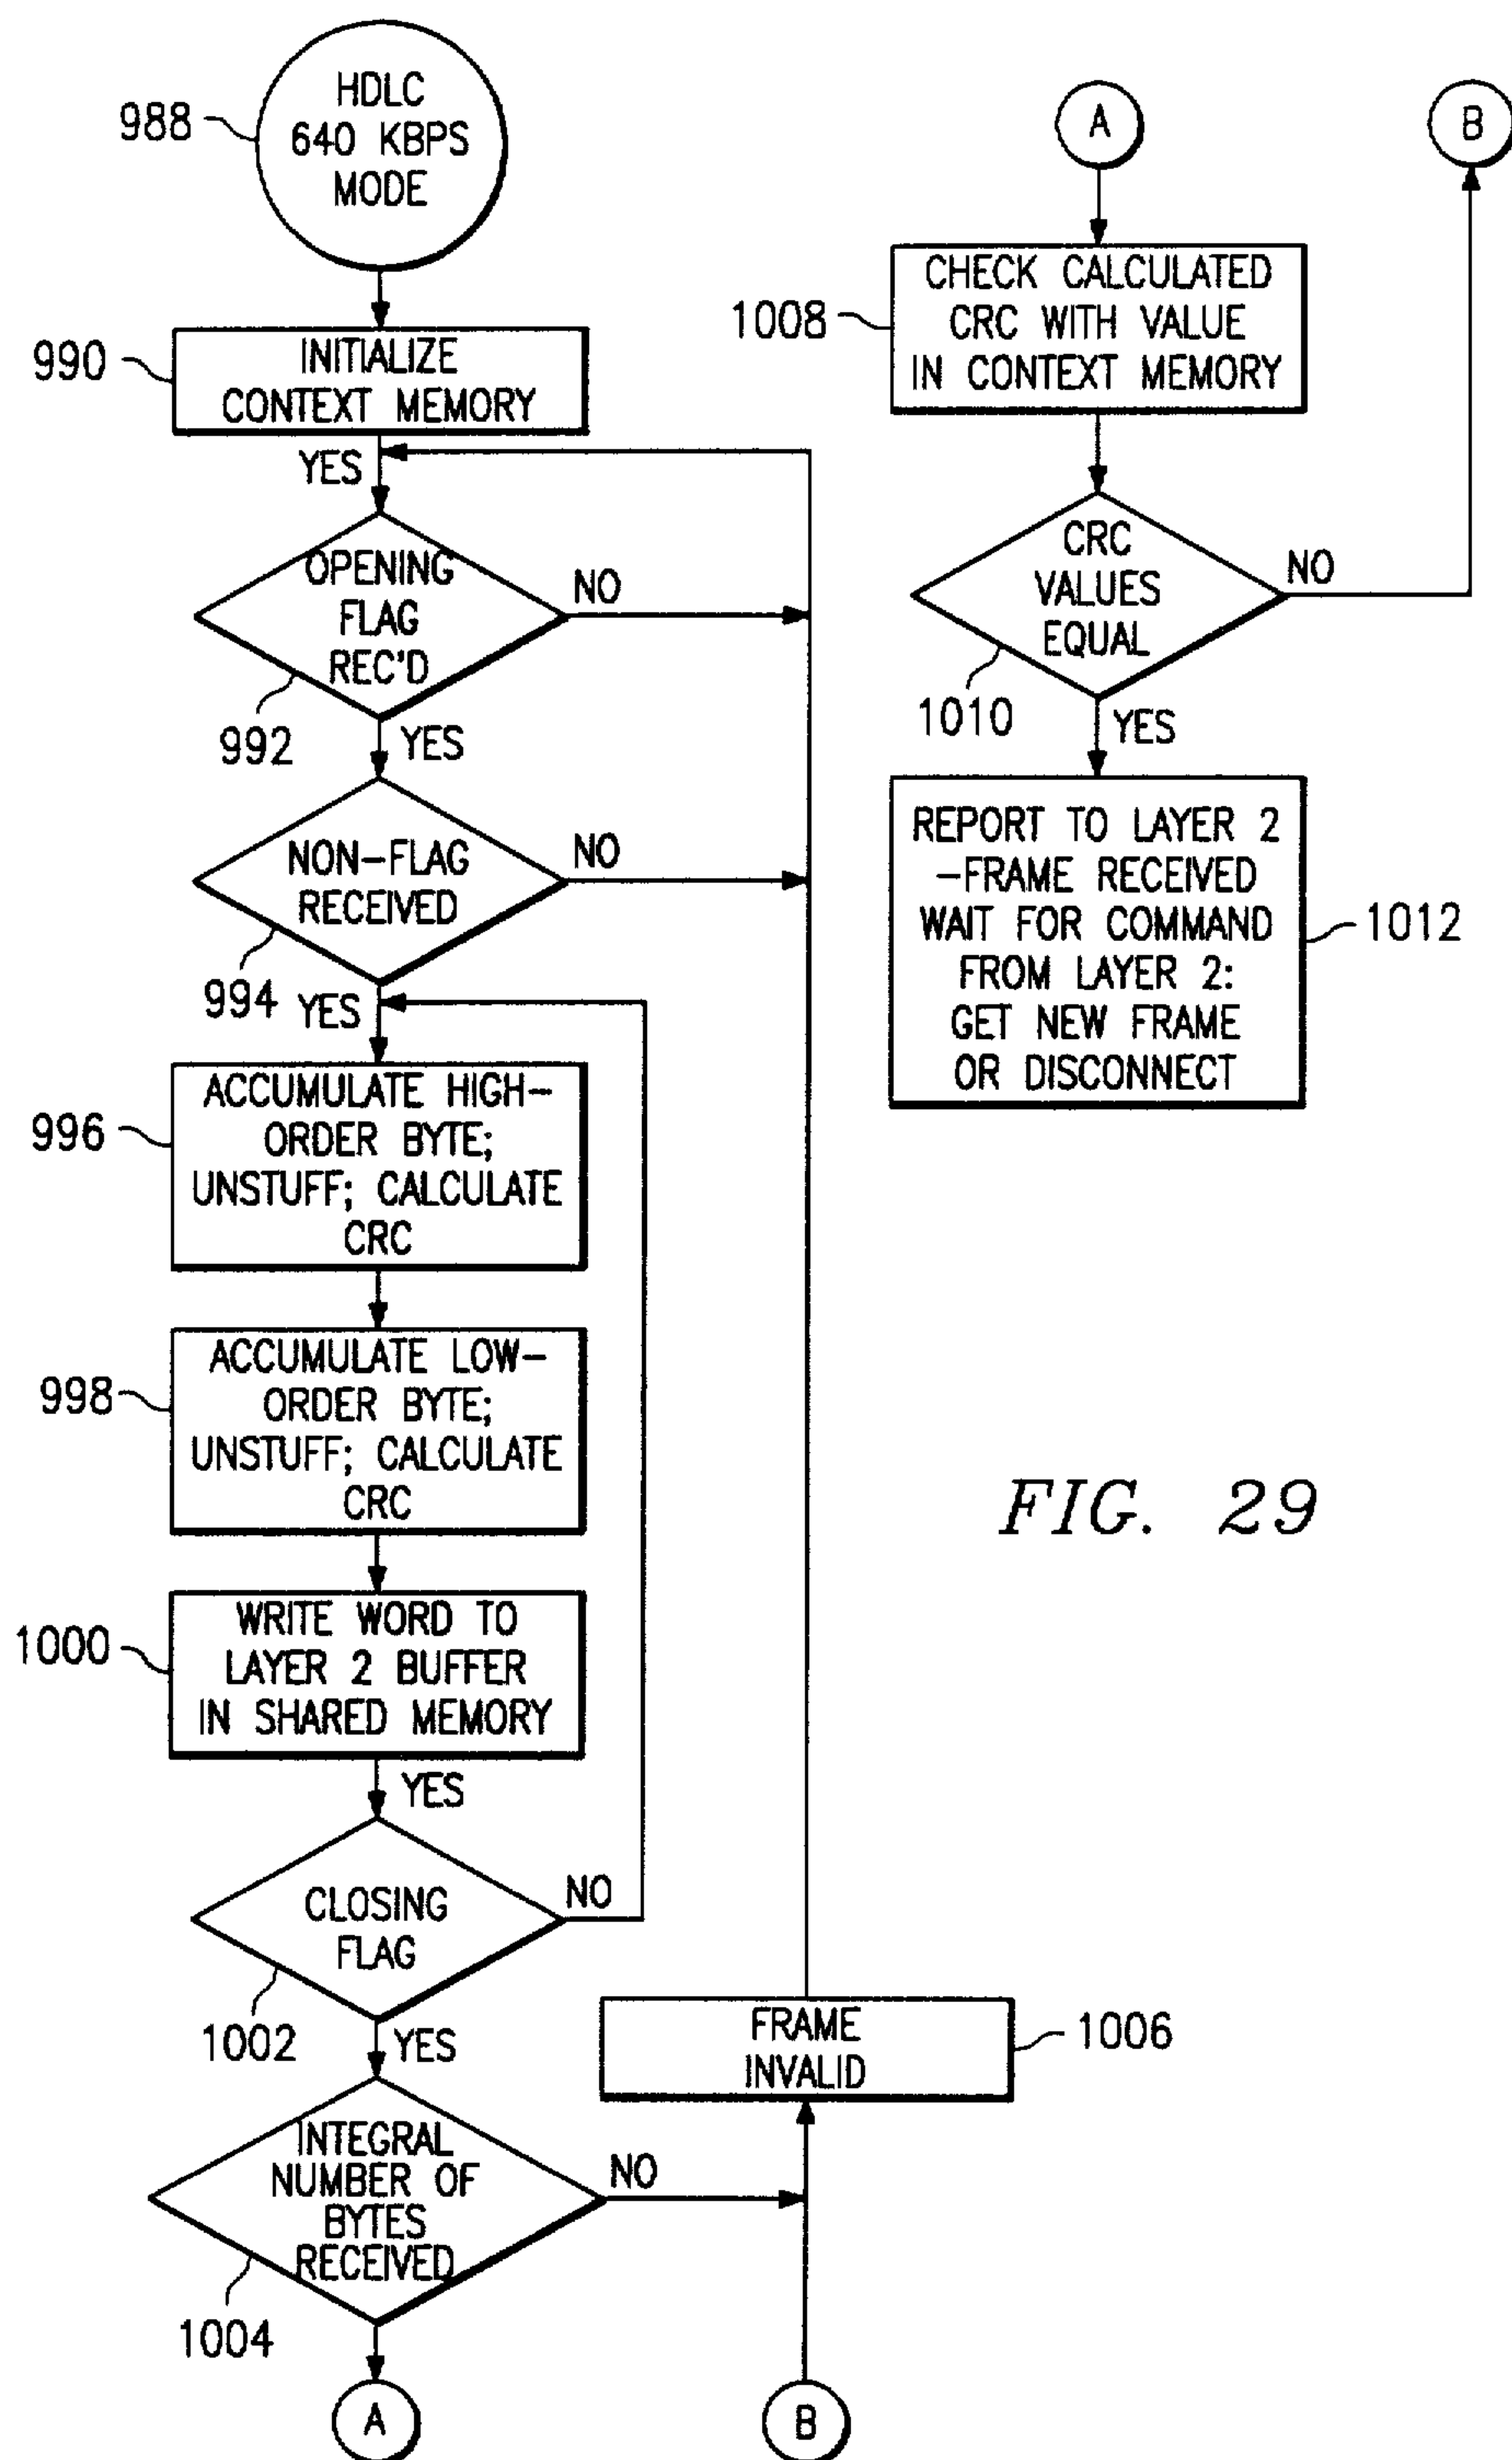 HDLC
640 KBPS
MODE
988
990
INITIALIZE
CONTEXT MEMORY
YES
OPENING
FLAG
REC'D
NO
992
YES
NON-FLAG
RECEIVED
NO
994
YES
996
ACCUMULATE HIGH-
ORDER BYTE;
UNSTUFF; CALCULATE
CRC
998
ACCUMULATE LOW-
ORDER BYTE;
UNSTUFF; CALCULATE
CRC
1000
WRITE WORD TO
LAYER 2 BUFFER
IN SHARED MEMORY
YES
CLOSING
FLAG
NO
1002
YES
FRAME
INVALID
1006
INTEGRAL
NUMBER OF
BYTES
RECEIVED
NO
1004
A
B
A
B
1008
CHECK CALCULATED
CRC WITH VALUE
IN CONTEXT MEMORY
CRC
VALUES
EQUAL
NO
1010
YES
REPORT TO LAYER 2
-FRAME RECEIVED
WAIT FOR COMMAND
FROM LAYER 2:
GET NEW FRAME
OR DISCONNECT
1012
FIG. 29